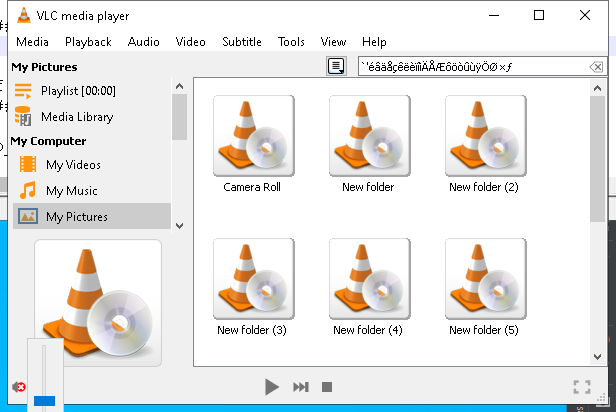 VLC media player
Media Playback Audio Video Subtitle Tools View Help
My Pictures
Playlist [00:00]
Media Library
My Computer
My Videos
My Music
My Pictures
Camera Roll
New folder
New folder (2)
New folder (3)
New folder (4)
New folder (5)